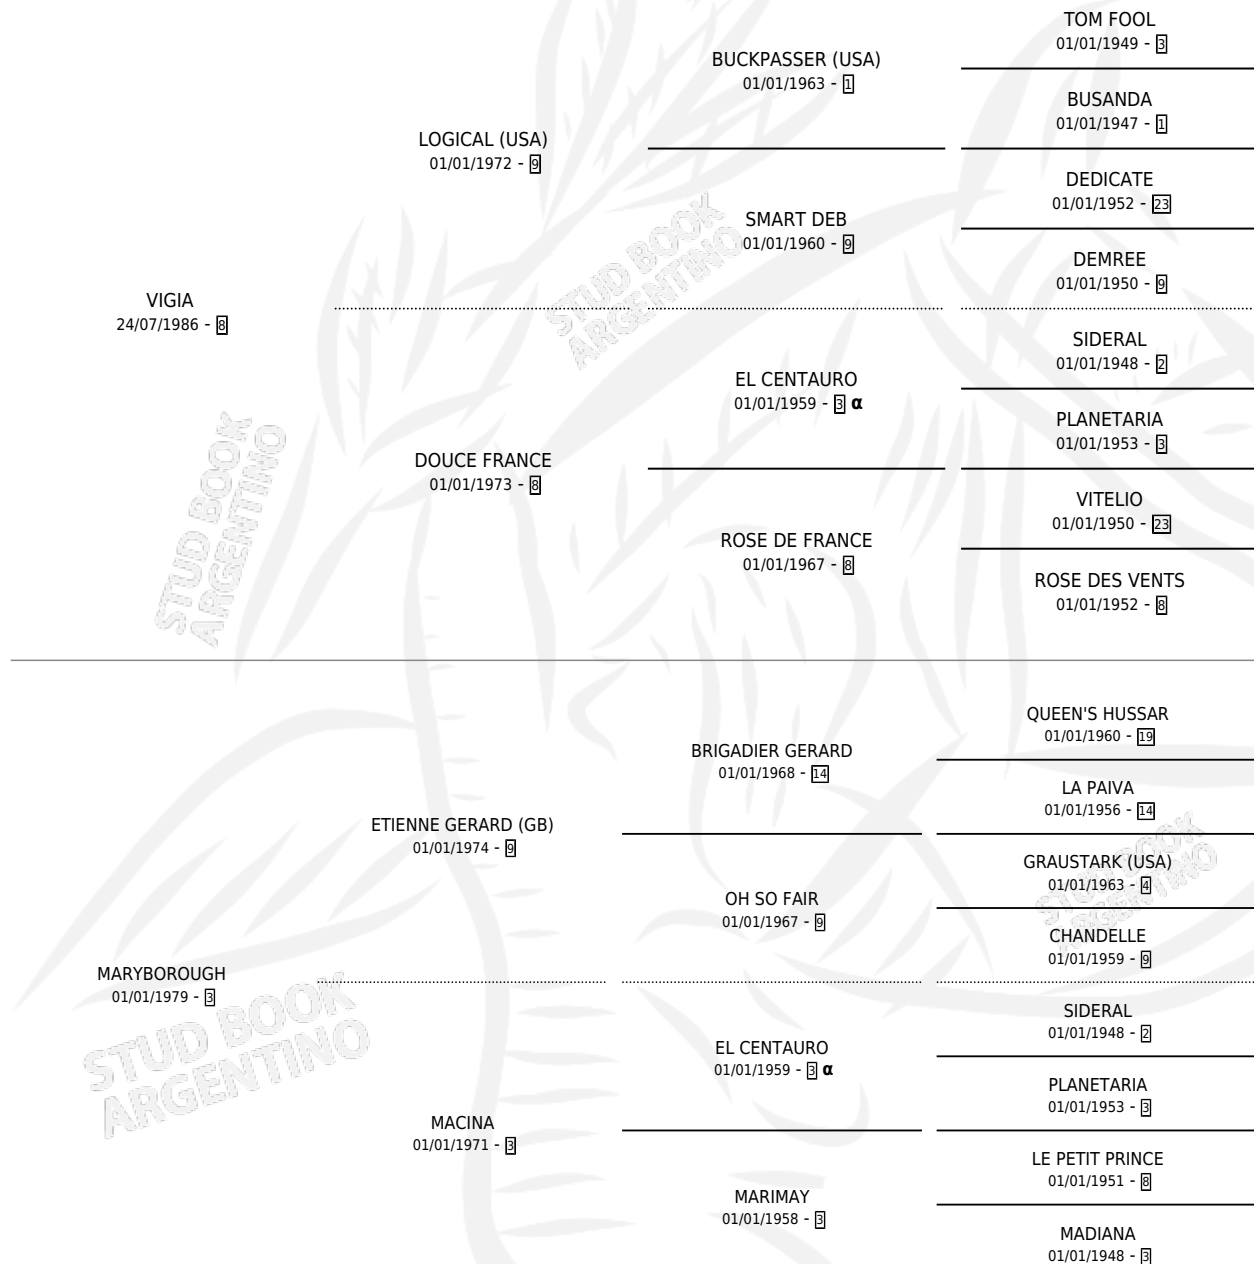 TOM FOOL
01/01/1949 - 3
BUCKPASSER (USA)
01/01/1963 - 1
BUSANDA
01/01/1947 - 1
LOGICAL (USA)
01/01/1972 - 9
DEDICATE
01/01/1952 - 23
SMART DEB
01/01/1960 - 9
DEMREE
01/01/1950 - 9
VIGIA
24/07/1986 - 8
SIDERAL
01/01/1948 - 2
EL CENTAURO
01/01/1959 - 3 α
PLANETARIA
01/01/1953 - 3
DOUCE FRANCE
01/01/1973 - 8
VITELIO
01/01/1950 - 23
ROSE DE FRANCE
01/01/1967 - 8
ROSE DES VENTS
01/01/1952 - 8
QUEEN'S HUSSAR
01/01/1960 - 19
BRIGADIER GERARD
01/01/1968 - 14
LA PAIVA
01/01/1956 - 14
ETIENNE GERARD (GB)
01/01/1974 - 9
GRAUSTARK (USA)
01/01/1963 - 4
OH SO FAIR
01/01/1967 - 9
CHANDELLE
01/01/1959 - 9
MARYBOROUGH
01/01/1979 - 3
SIDERAL
01/01/1948 - 2
EL CENTAURO
01/01/1959 - 3 α
PLANETARIA
01/01/1953 - 3
MACINA
01/01/1971 - 3
LE PETIT PRINCE
01/01/1951 - 8
MARIMAY
01/01/1958 - 3
MADIANA
01/01/1948 - 3
STUD BOOK
ARGENTINO
STUD BOOK
ARGENTINO
STUD BOOK
ARGENTINO
STUD BOOK
ARGENTINO